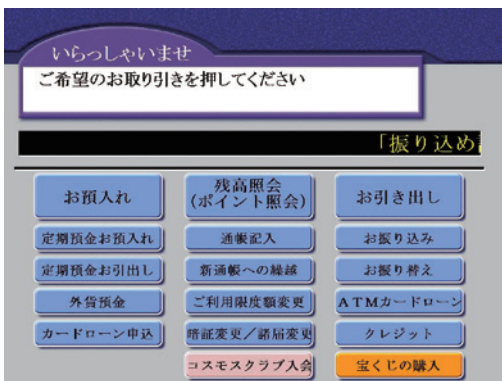 いらっしゃいませ
ご希望のお取り引きを押してください
「振り込め
お預入れ
残高照会
(ポイント照会)
お引き出し
定期預金お預入れ
通帳記入
お振り込み
定期預金お引出し
新通帳への繰越
お振り替え
外貨預金
ご利用限度額変更
ATMカードローン
カードローン申込
暗証変更/諸届変更
クレジット
コスモスクラブ入会
宝くじの購入